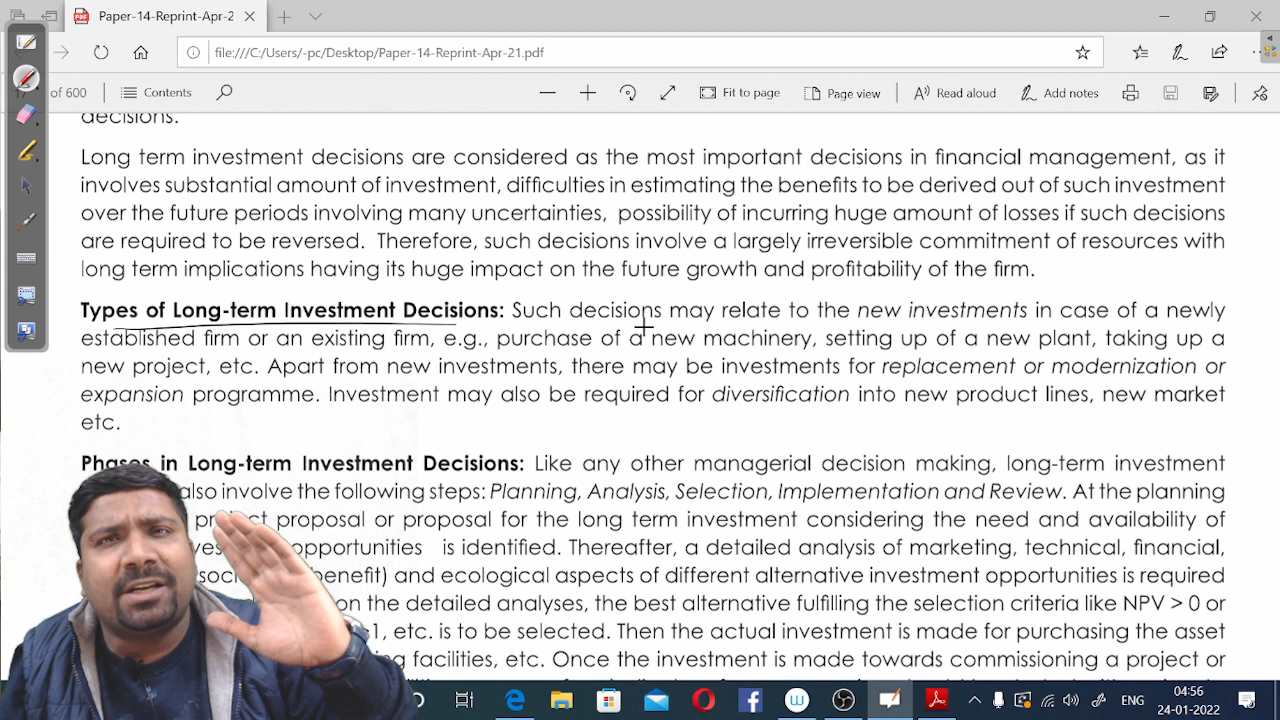 Paper-14-Reprint-Apr-2
file:///C:/Users/-pc/Desktop/Paper-14-Reprint-Apr-21.pdf
of 600 Contents Fit to page Page view Read aloud Add notes
decisions.
Long term investment decisions are considered as the most important decisions in financial management, as it
involves substantial amount of investment, difficulties in estimating the benefits to be derived out of such investment
over the future periods involving many uncertainties, possibility of incurring huge amount of losses if such decisions
are required to be reversed. Therefore, such decisions involve a largely irreversible commitment of resources with
long term implications having its huge impact on the future growth and profitability of the firm.
Types of Long-term Investment Decisions: Such decisions may relate to the new investments in case of a newly
established firm or an existing firm, e.g., purchase of a new machinery, setting up of a new plant, taking up a
new project, etc. Apart from new investments, there may be investments for replacement or modernization or
expansion programme. Investment may also be required for diversification into new product lines, new market
etc.
Phases in Long-term Investment Decisions: Like any other managerial decision making, long-term investment
also involve the following steps: Planning, Analysis, Selection, Implementation and Review. At the planning
project proposal or proposal for the long term investment considering the need and availability of
opportunities is identified. Thereafter, a detailed analysis of marketing, technical, financial,
benefit) and ecological aspects of different alternative investment opportunities is required
on the detailed analyses, the best alternative fulfilling the selection criteria like NPV > 0 or
etc. is to be selected. Then the actual investment is made for purchasing the asset
facilities, etc. Once the investment is made towards commissioning a project or
ENG
04:56
24-01-2022